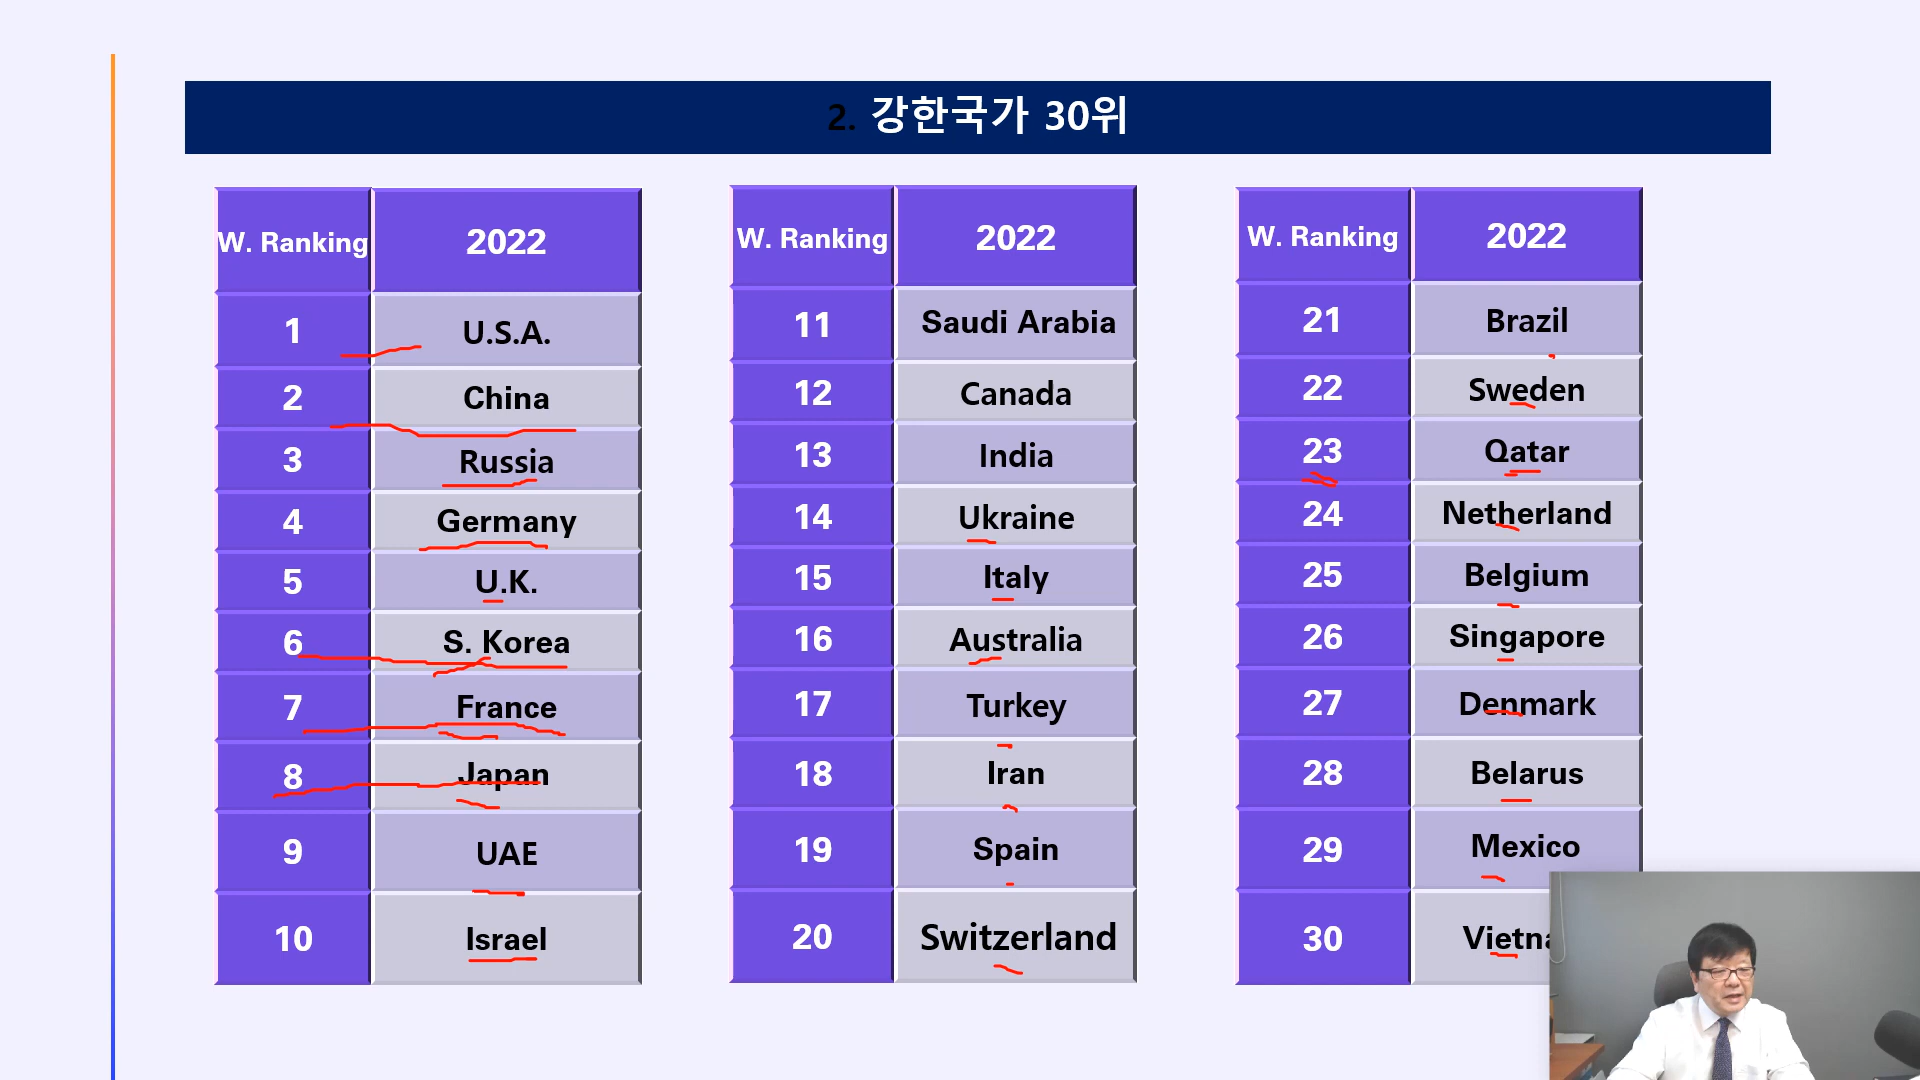 2. 강한국가 30위
W. Ranking 2022
1 U.S.A.
2 China
3 Russia
4 Germany
5 U.K.
6 S. Korea
7 France
8 Japan
9 UAE
10 Israel
W. Ranking 2022
11 Saudi Arabia
12 Canada
13 India
14 Ukraine
15 Italy
16 Australia
17 Turkey
18 Iran
19 Spain
20 Switzerland
W. Ranking 2022
21 Brazil
22 Sweden
23 Qatar
24 Netherland
25 Belgium
26 Singapore
27 Denmark
28 Belarus
29 Mexico
30 Vietna